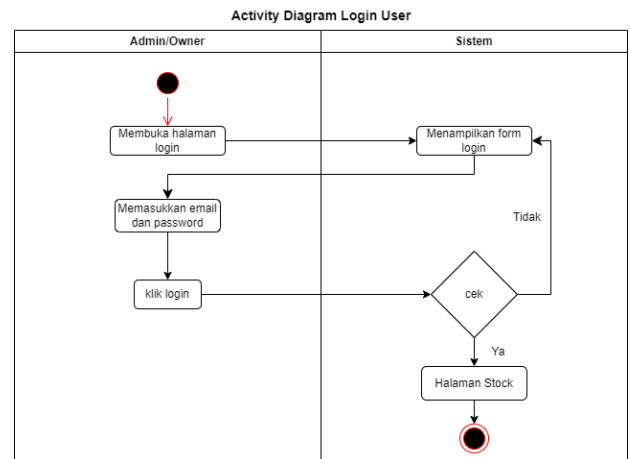 Activity Diagram Login User
Admin/Owner
Sistem
Membuka halaman
login
Menampilkan form
login
Memasukkan email
dan password
Tidak
klik login
cek
Ya
Halaman Stock